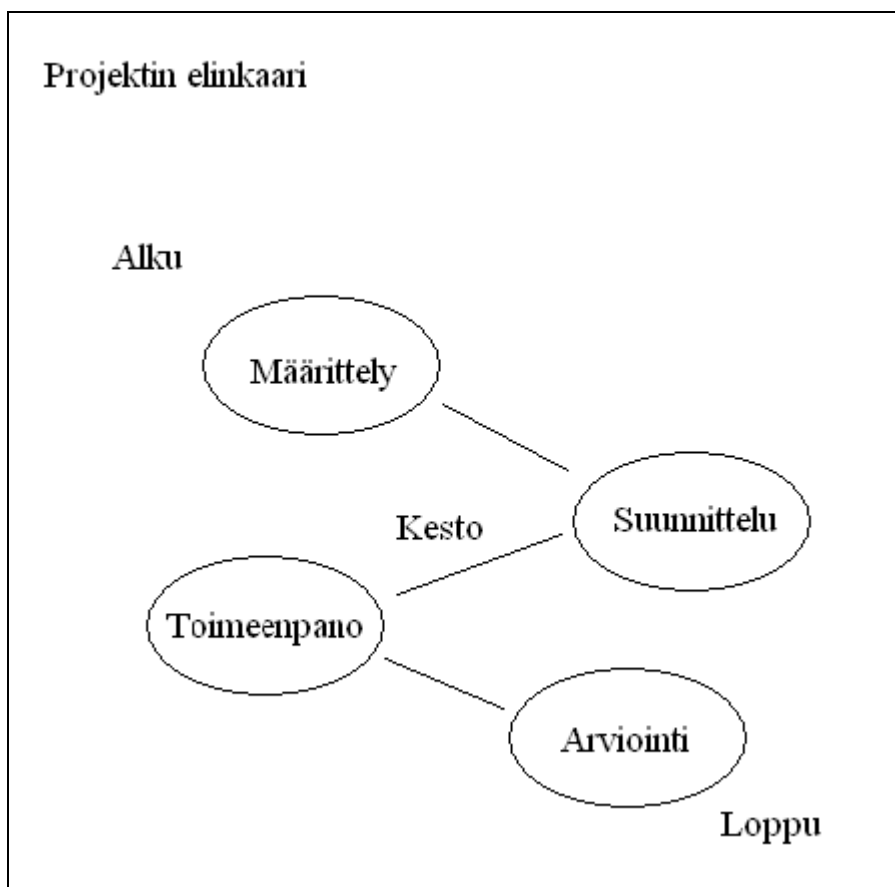 Projektin elinkaari
Alku
Määrittely
Suunnittelu
Kesto
Toimeenpano
Arviointi
Loppu